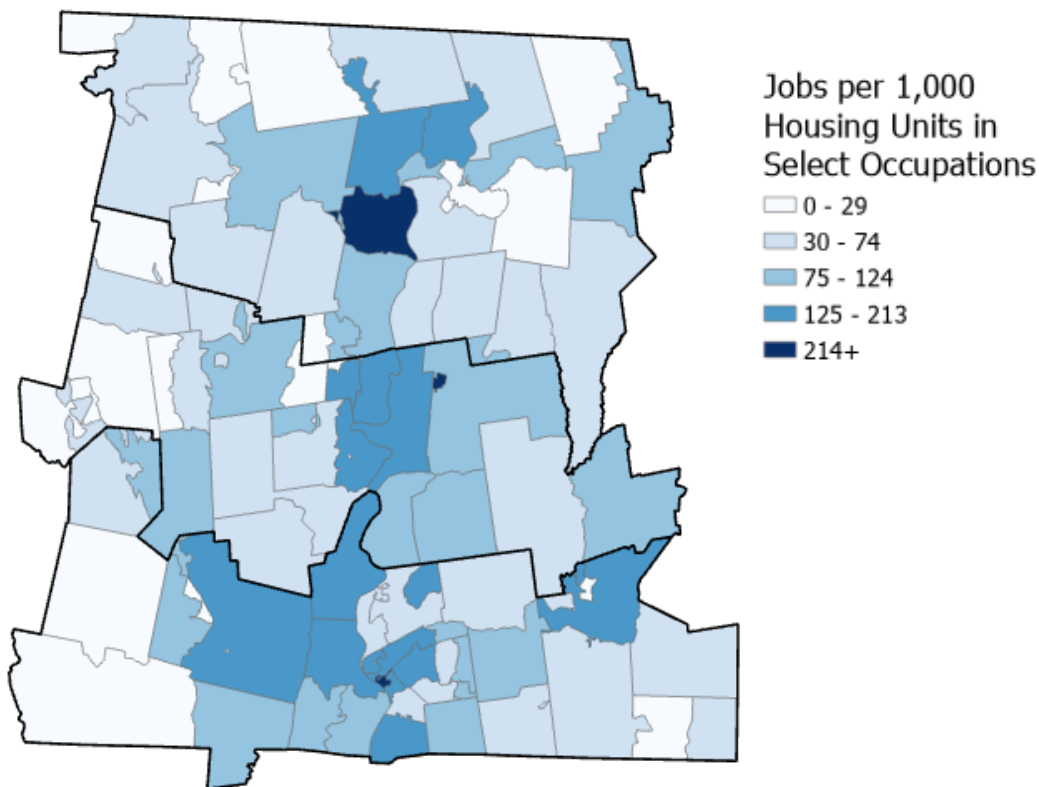 Jobs per 1,000
Housing Units in
Select Occupations
0 - 29
30 - 74
75 - 124
125 - 213
214+